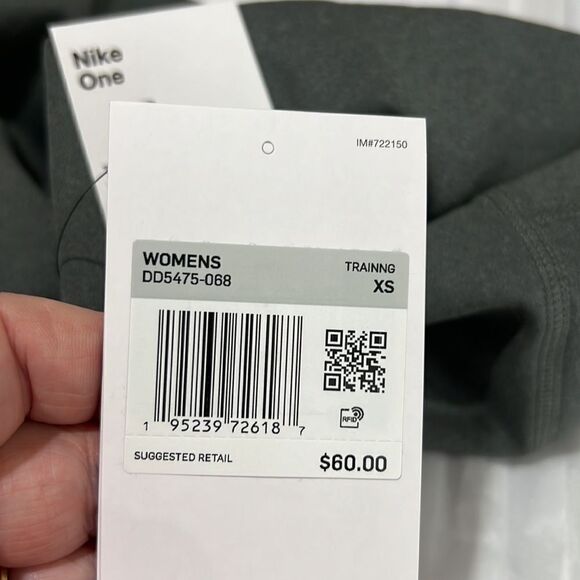 Nike
One
IM#722150
WOMENS
DD5475-068
TRAINNG
XS
1 95239 72618 7
RFID
SUGGESTED RETAIL
$60.00